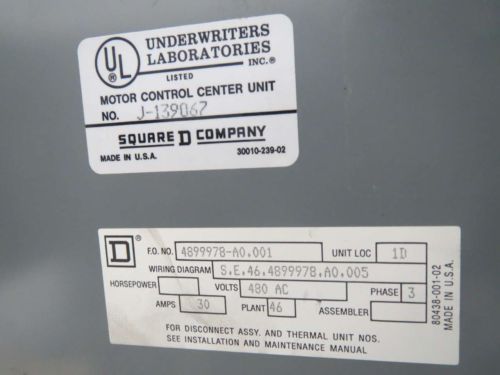 UL
®
UNDERWRITERS
LABORATORIES
INC.®
LISTED
MOTOR CONTROL CENTER UNIT
NO. J-139067
SQUARE D COMPANY
MADE IN U.S.A. 30010-239-02
D
®
F.O. NO. 4899978-A0.001 UNIT LOC 1D
WIRING DIAGRAM S.E.46.4899978.A0.005
HORSEPOWER VOLTS 480 AC PHASE 3
AMPS 30 PLANT 46 ASSEMBLER
FOR DISCONNECT ASSY. AND THERMAL UNIT NOS.
SEE INSTALLATION AND MAINTENANCE MANUAL
80438-001-02
MADE IN U.S.A.